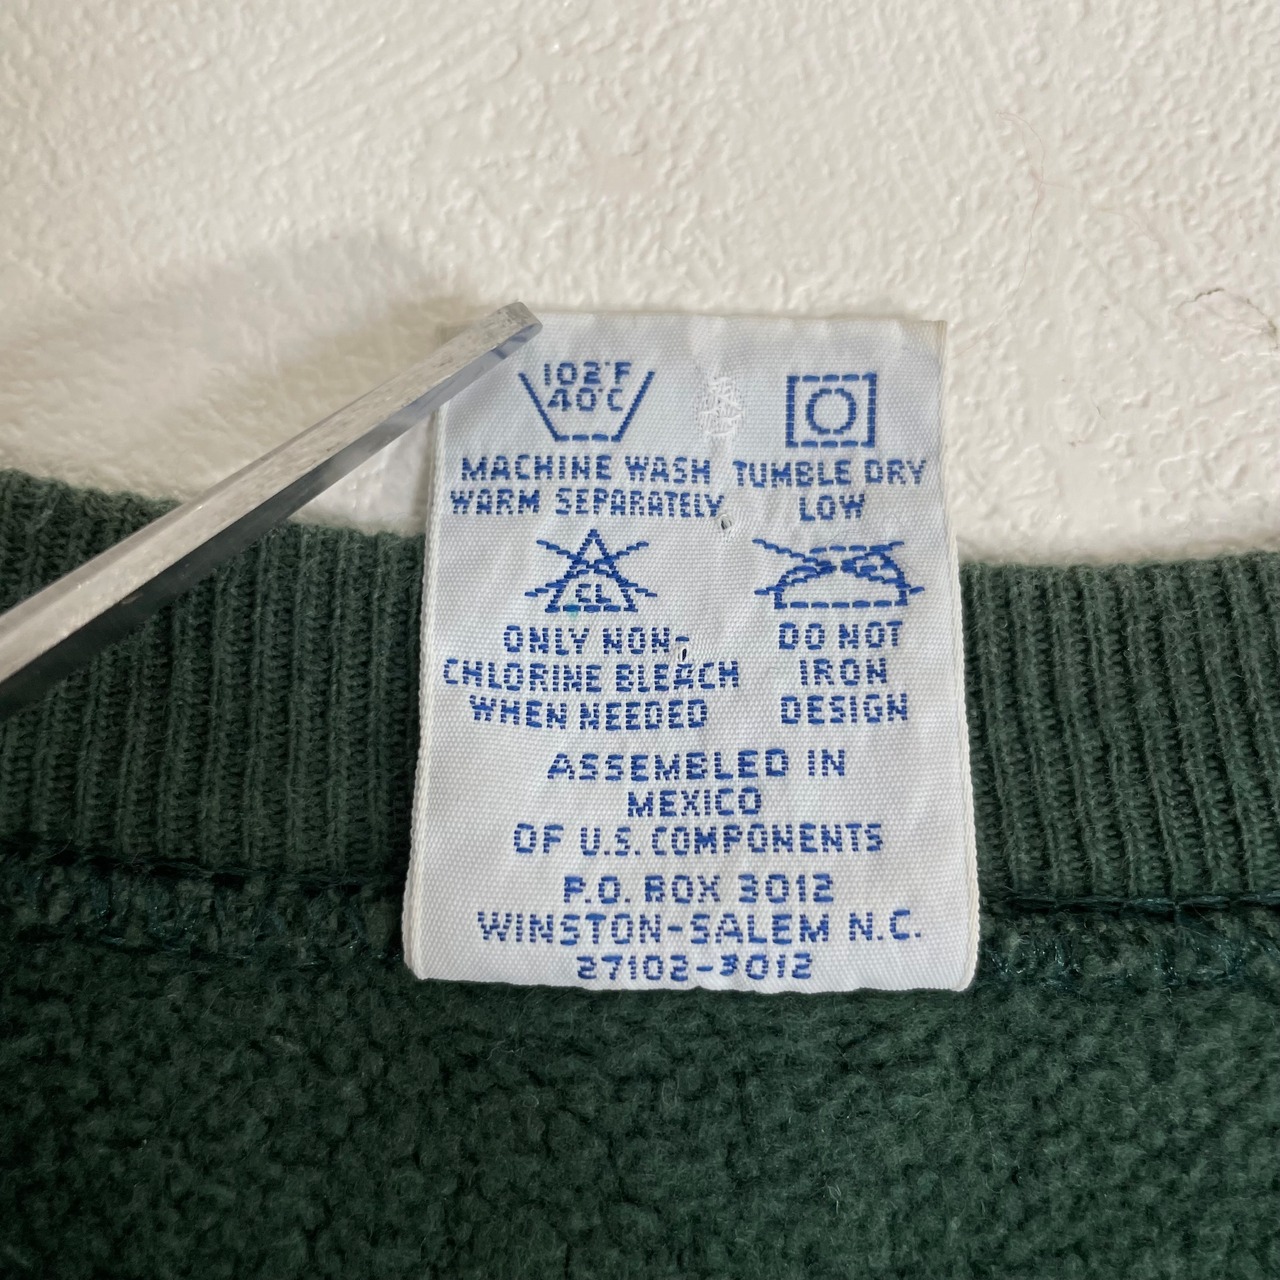 102°F
40°C
MACHINE WASH
WARM SEPARATELY
TUMBLE DRY
LOW
CL
ONLY NON-
CHLORINE BLEACH
WHEN NEEDED
DO NOT
IRON
DESIGN
ASSEMBLED IN
MEXICO
OF U.S. COMPONENTS
P.O. BOX 3012
WINSTON-SALEM N.C.
27102-3012